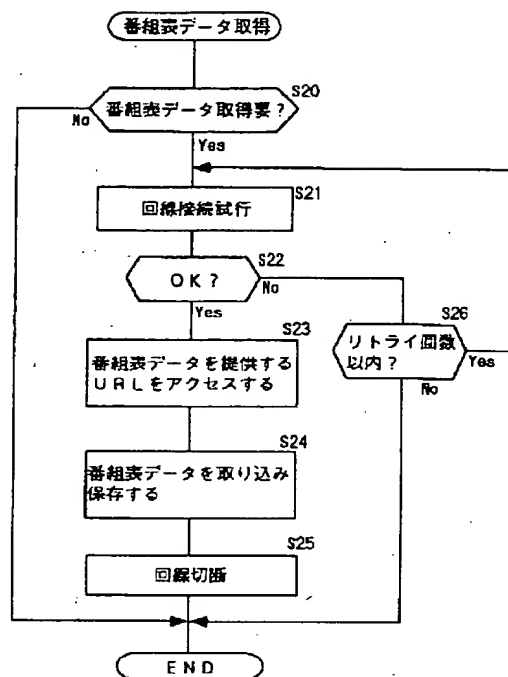 番組表データ取得
S20
番組表データ取得要？
No
Yes
S21
回線接続試行
S22
OK？
No
Yes
S23
番組表データを提供する
URLをアクセスする
S26
リトライ回数
以内？
Yes
No
S24
番組表データを取り込み
保存する
S25
回線切断
END